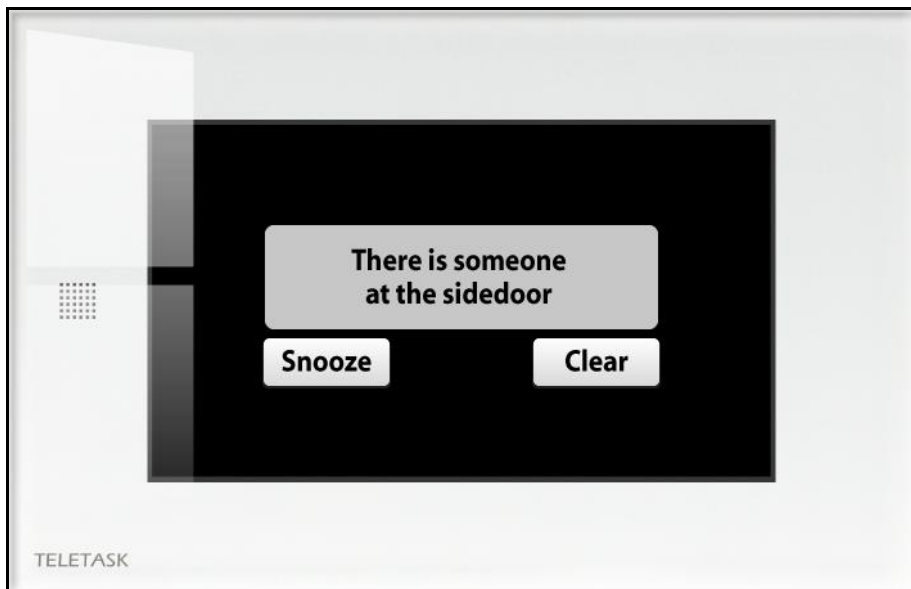 There is someone
at the sidedoor
Snooze
Clear
TELETASK